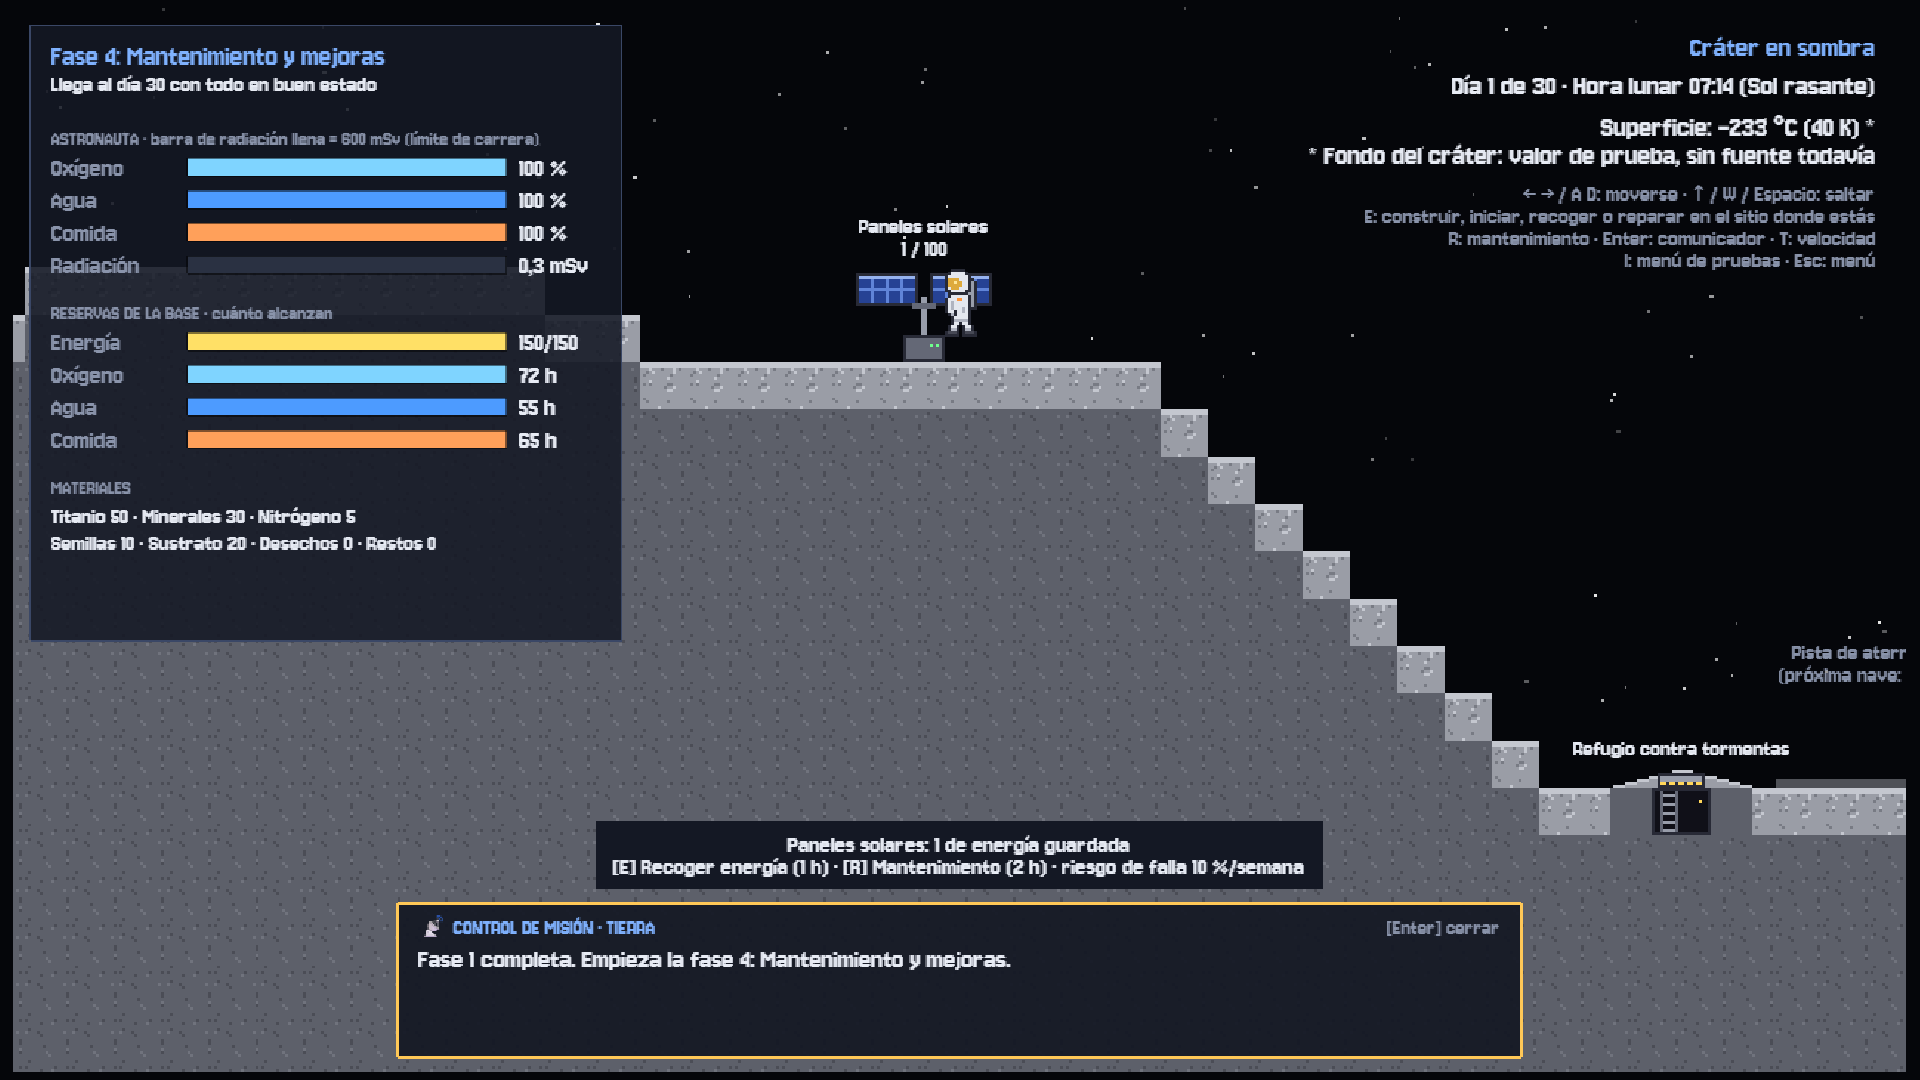 Fase 4: Mantenimiento y mejoras
Llega al día 30 con todo en buen estado
ASTRONAUTA · barra de radiación llena = 600 mSv (límite de carrera)
Oxígeno 100 %
Agua 100 %
Comida 100 %
Radiación 0,3 mSv
RESERVAS DE LA BASE · cuánto alcanzan
Energía 150/150
Oxígeno 72 h
Agua 55 h
Comida 65 h
MATERIALES
Titanio 50 · Minerales 30 · Nitrógeno 5
Semillas 10 · Sustrato 20 · Desechos 0 · Restos 0
Cráter en sombra
Día 1 de 30 · Hora lunar 07:14 (Sol rasante)
Superficie: -233 °C (40 K) *
* Fondo del cráter: valor de prueba, sin fuente todavía
← → / A D: moverse · ↑ / W / Espacio: saltar
E: construir, iniciar, recoger o reparar en el sitio donde estás
R: mantenimiento · Enter: comunicador · T: velocidad
I: menú de pruebas · Esc: menú
Paneles solares
1 / 100
Pista de aterr
(próxima nave:
Refugio contra tormentas
Paneles solares: 1 de energía guardada
[E] Recoger energía (1 h) · [R] Mantenimiento (2 h) · riesgo de falla 10 %/semana
CONTROL DE MISIÓN · TIERRA
[Enter] cerrar
Fase 1 completa. Empieza la fase 4: Mantenimiento y mejoras.